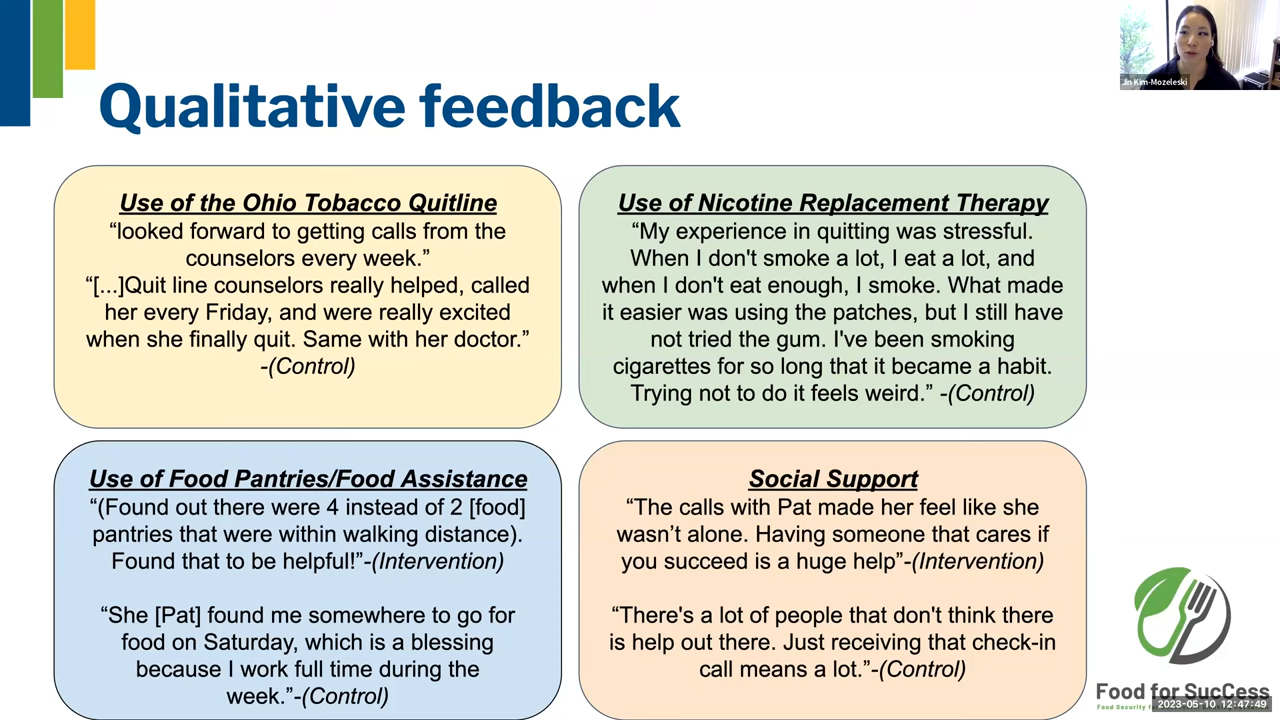 Jin Kim-Mozeleski
Qualitative feedback
Use of the Ohio Tobacco Quitline
“looked forward to getting calls from the
counselors every week.”
“[...]Quit line counselors really helped, called
her every Friday, and were really excited
when she finally quit. Same with her doctor.”
-(Control)
Use of Nicotine Replacement Therapy
“My experience in quitting was stressful.
When I don't smoke a lot, I eat a lot, and
when I don't eat enough, I smoke. What made
it easier was using the patches, but I still have
not tried the gum. I've been smoking
cigarettes for so long that it became a habit.
Trying not to do it feels weird.” -(Control)
Use of Food Pantries/Food Assistance
“(Found out there were 4 instead of 2 [food]
pantries that were within walking distance).
Found that to be helpful!”-(Intervention)
“She [Pat] found me somewhere to go for
food on Saturday, which is a blessing
because I work full time during the
week.”-(Control)
Social Support
“The calls with Pat made her feel like she
wasn’t alone. Having someone that cares if
you succeed is a huge help”-(Intervention)
“There's a lot of people that don't think there
is help out there. Just receiving that check-in
call means a lot.”-(Control)
Food for SucCess
Food Security
2023-05-10 12:47:49